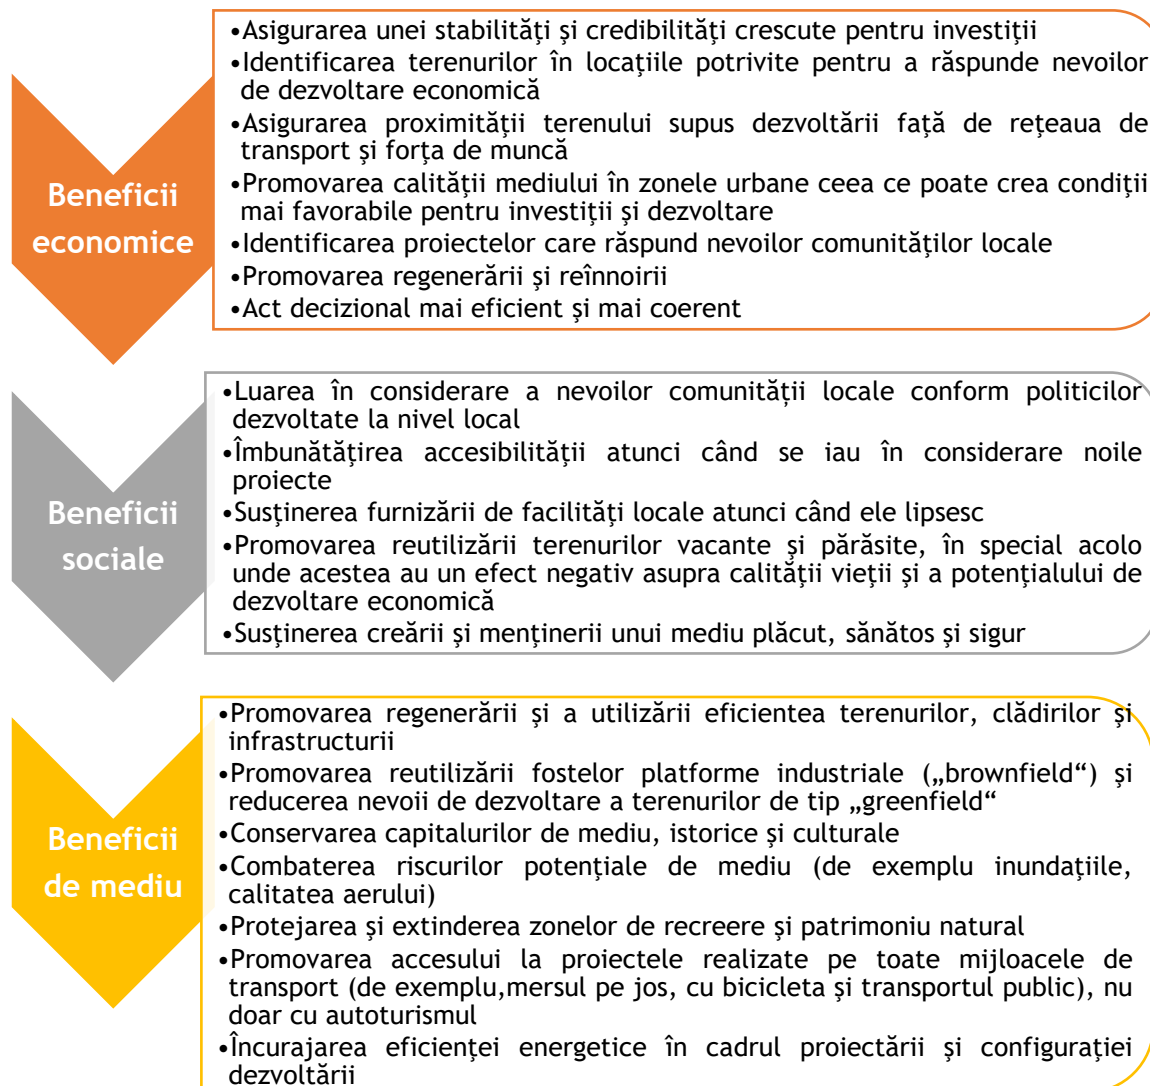 Beneficii
economice
•Asigurarea unei stabilităţi şi credibilităţi crescute pentru investiţii
•Identificarea terenurilor în locaţiile potrivite pentru a răspunde nevoilor
de dezvoltare economică
•Asigurarea proximităţii terenului supus dezvoltării faţă de reţeaua de
transport şi forţa de muncă
•Promovarea calităţii mediului în zonele urbane ceea ce poate crea condiţii
mai favorabile pentru investiţii şi dezvoltare
•Identificarea proiectelor care răspund nevoilor comunităţilor locale
•Promovarea regenerării şi reînnoirii
•Act decizional mai eficient şi mai coerent
Beneficii
sociale
•Luarea în considerare a nevoilor comunităţii locale conform politicilor
dezvoltate la nivel local
•Îmbunătăţirea accesibilităţii atunci când se iau în considerare noile
proiecte
•Susţinerea furnizării de facilităţi locale atunci când ele lipsesc
•Promovarea reutilizării terenurilor vacante şi părăsite, în special acolo
unde acestea au un efect negativ asupra calităţii vieţii şi a potenţialului de
dezvoltare economică
•Susţinerea creării şi menţinerii unui mediu plăcut, sănătos şi sigur
Beneficii
de mediu
•Promovarea regenerării şi a utilizării eficientea terenurilor, clădirilor şi
infrastructurii
•Promovarea reutilizării fostelor platforme industriale („brownfield“) şi
reducerea nevoii de dezvoltare a terenurilor de tip „greenfield“
•Conservarea capitalurilor de mediu, istorice şi culturale
•Combaterea riscurilor potenţiale de mediu (de exemplu inundaţiile,
calitatea aerului)
•Protejarea şi extinderea zonelor de recreere şi patrimoniu natural
•Promovarea accesului la proiectele realizate pe toate mijloacele de
transport (de exemplu,mersul pe jos, cu bicicleta şi transportul public), nu
doar cu autoturismul
•Încurajarea eficienţei energetice în cadrul proiectării şi configuraţiei
dezvoltării